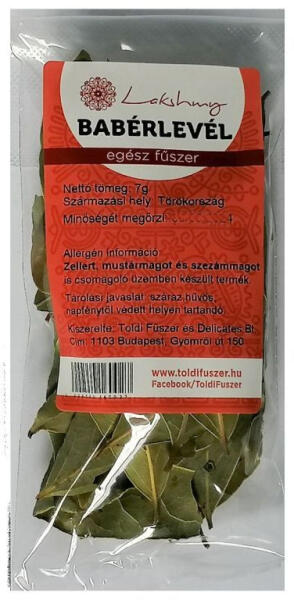 Lakshmy
BABÉRLEVÉL
egész fűszer
Nettó tömeg: 7g
Származási hely: Törökország
Minőségét megőrzi:
Allergén információ:
Zellert, mustármagot és szezámmagot
is csomagoló üzemben készült termék.
Tárolási javaslat: száraz,hűvös,
napfénytől védett helyen tartandó.
Kiszerelte: Toldi Fűszer és Delicates Bt.
Cím: 1103 Budapest, Gyömrői út 150
www.toldifuszer.hu
Facebook/ToldiFuszer